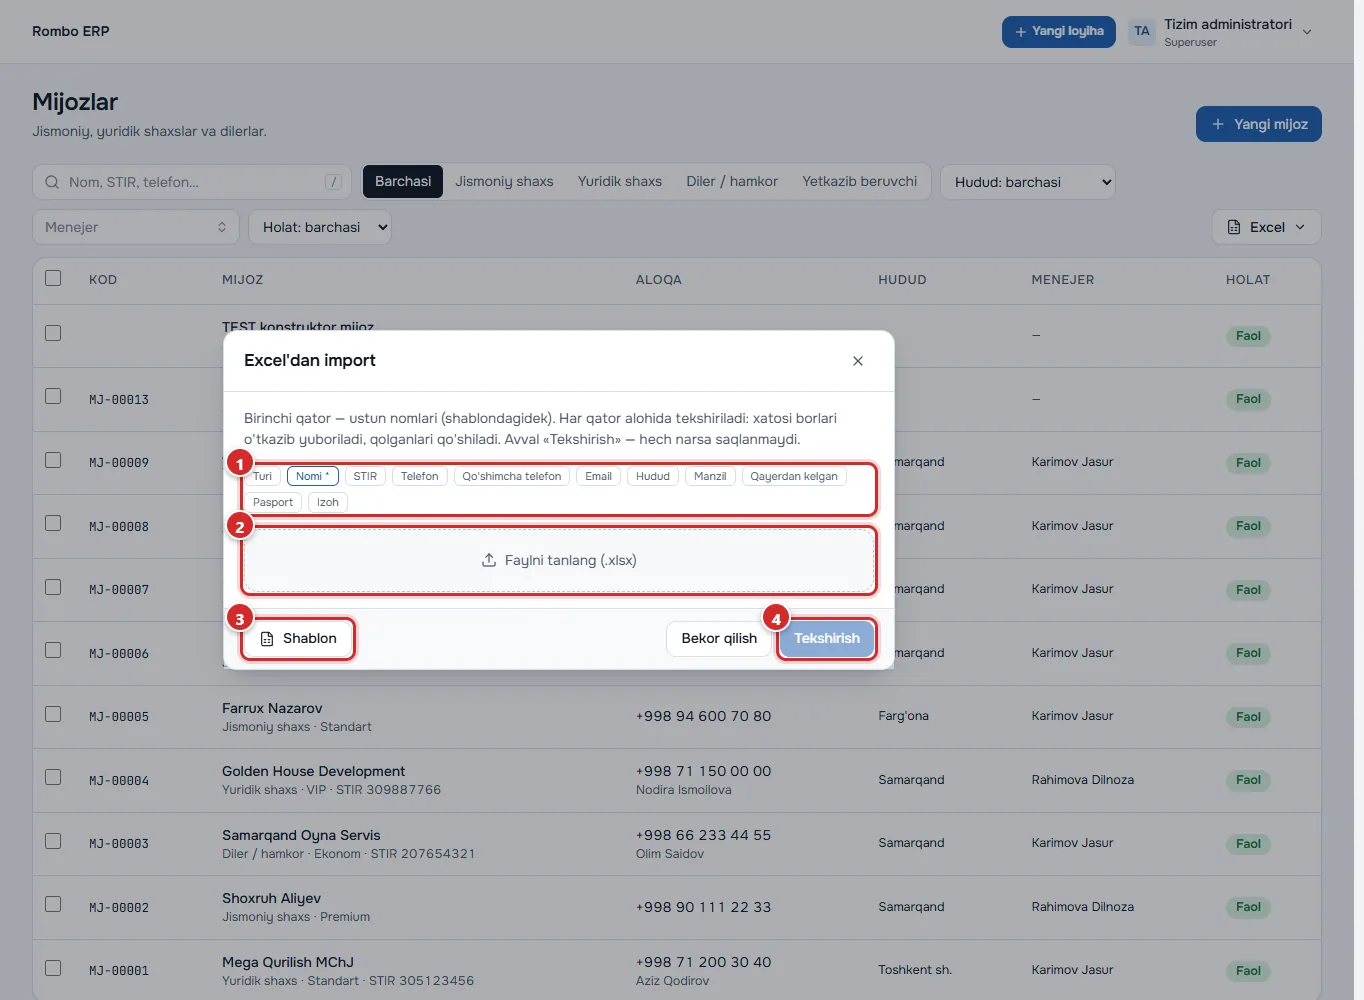 Rombo ERP
+ Yangi loyiha
TA
Tizim administratori
Superuser
Mijozlar
Jismoniy, yuridik shaxslar va dilerlar.
+ Yangi mijoz
Nom, STIR, telefon...
/
Barchasi
Jismoniy shaxs
Yuridik shaxs
Diler / hamkor
Yetkazib beruvchi
Hudud: barchasi
Menejer
Holat: barchasi
Excel
KOD MIJOZ ALOQA HUDUD MENEJER HOLAT
TEST konstruktor mijoz
– Faol
MJ-00013 – Faol
MJ-00009 Karimov Jasur Faol
MJ-00008 Karimov Jasur Faol
MJ-00007 Karimov Jasur Faol
MJ-00006 Karimov Jasur Faol
Excel'dan import
Birinchi qator — ustun nomlari (shablondagidek). Har qator alohida tekshiriladi: xatosi borlari
o'tkazib yuboriladi, qolganlari qo'shiladi. Avval «Tekshirish» — hech narsa saqlanmaydi.
1
Turi Nomi * STIR Telefon Qo'shimcha telefon Email Hudud Manzil Qayerdan kelgan
Pasport Izoh
2
Faylni tanlang (.xlsx)
3
Shablon
Bekor qilish
4
Tekshirish
MJ-00005 Farrux Nazarov +998 94 600 70 80 Farg'ona Karimov Jasur Faol
Jismoniy shaxs · Standart
MJ-00004 Golden House Development +998 71 150 00 00 Samarqand Rahimova Dilnoza Faol
Yuridik shaxs · VIP · STIR 309887766 Nodira Ismoilova
MJ-00003 Samarqand Oyna Servis +998 66 233 44 55 Samarqand Karimov Jasur Faol
Diler / hamkor · Ekonom · STIR 207654321 Olim Saidov
MJ-00002 Shoxruh Aliyev +998 90 111 22 33 Samarqand Rahimova Dilnoza Faol
Jismoniy shaxs · Premium
MJ-00001 Mega Qurilish MChJ +998 71 200 30 40 Toshkent sh. Karimov Jasur Faol
Yuridik shaxs · Standart · STIR 305123456 Aziz Qodirov